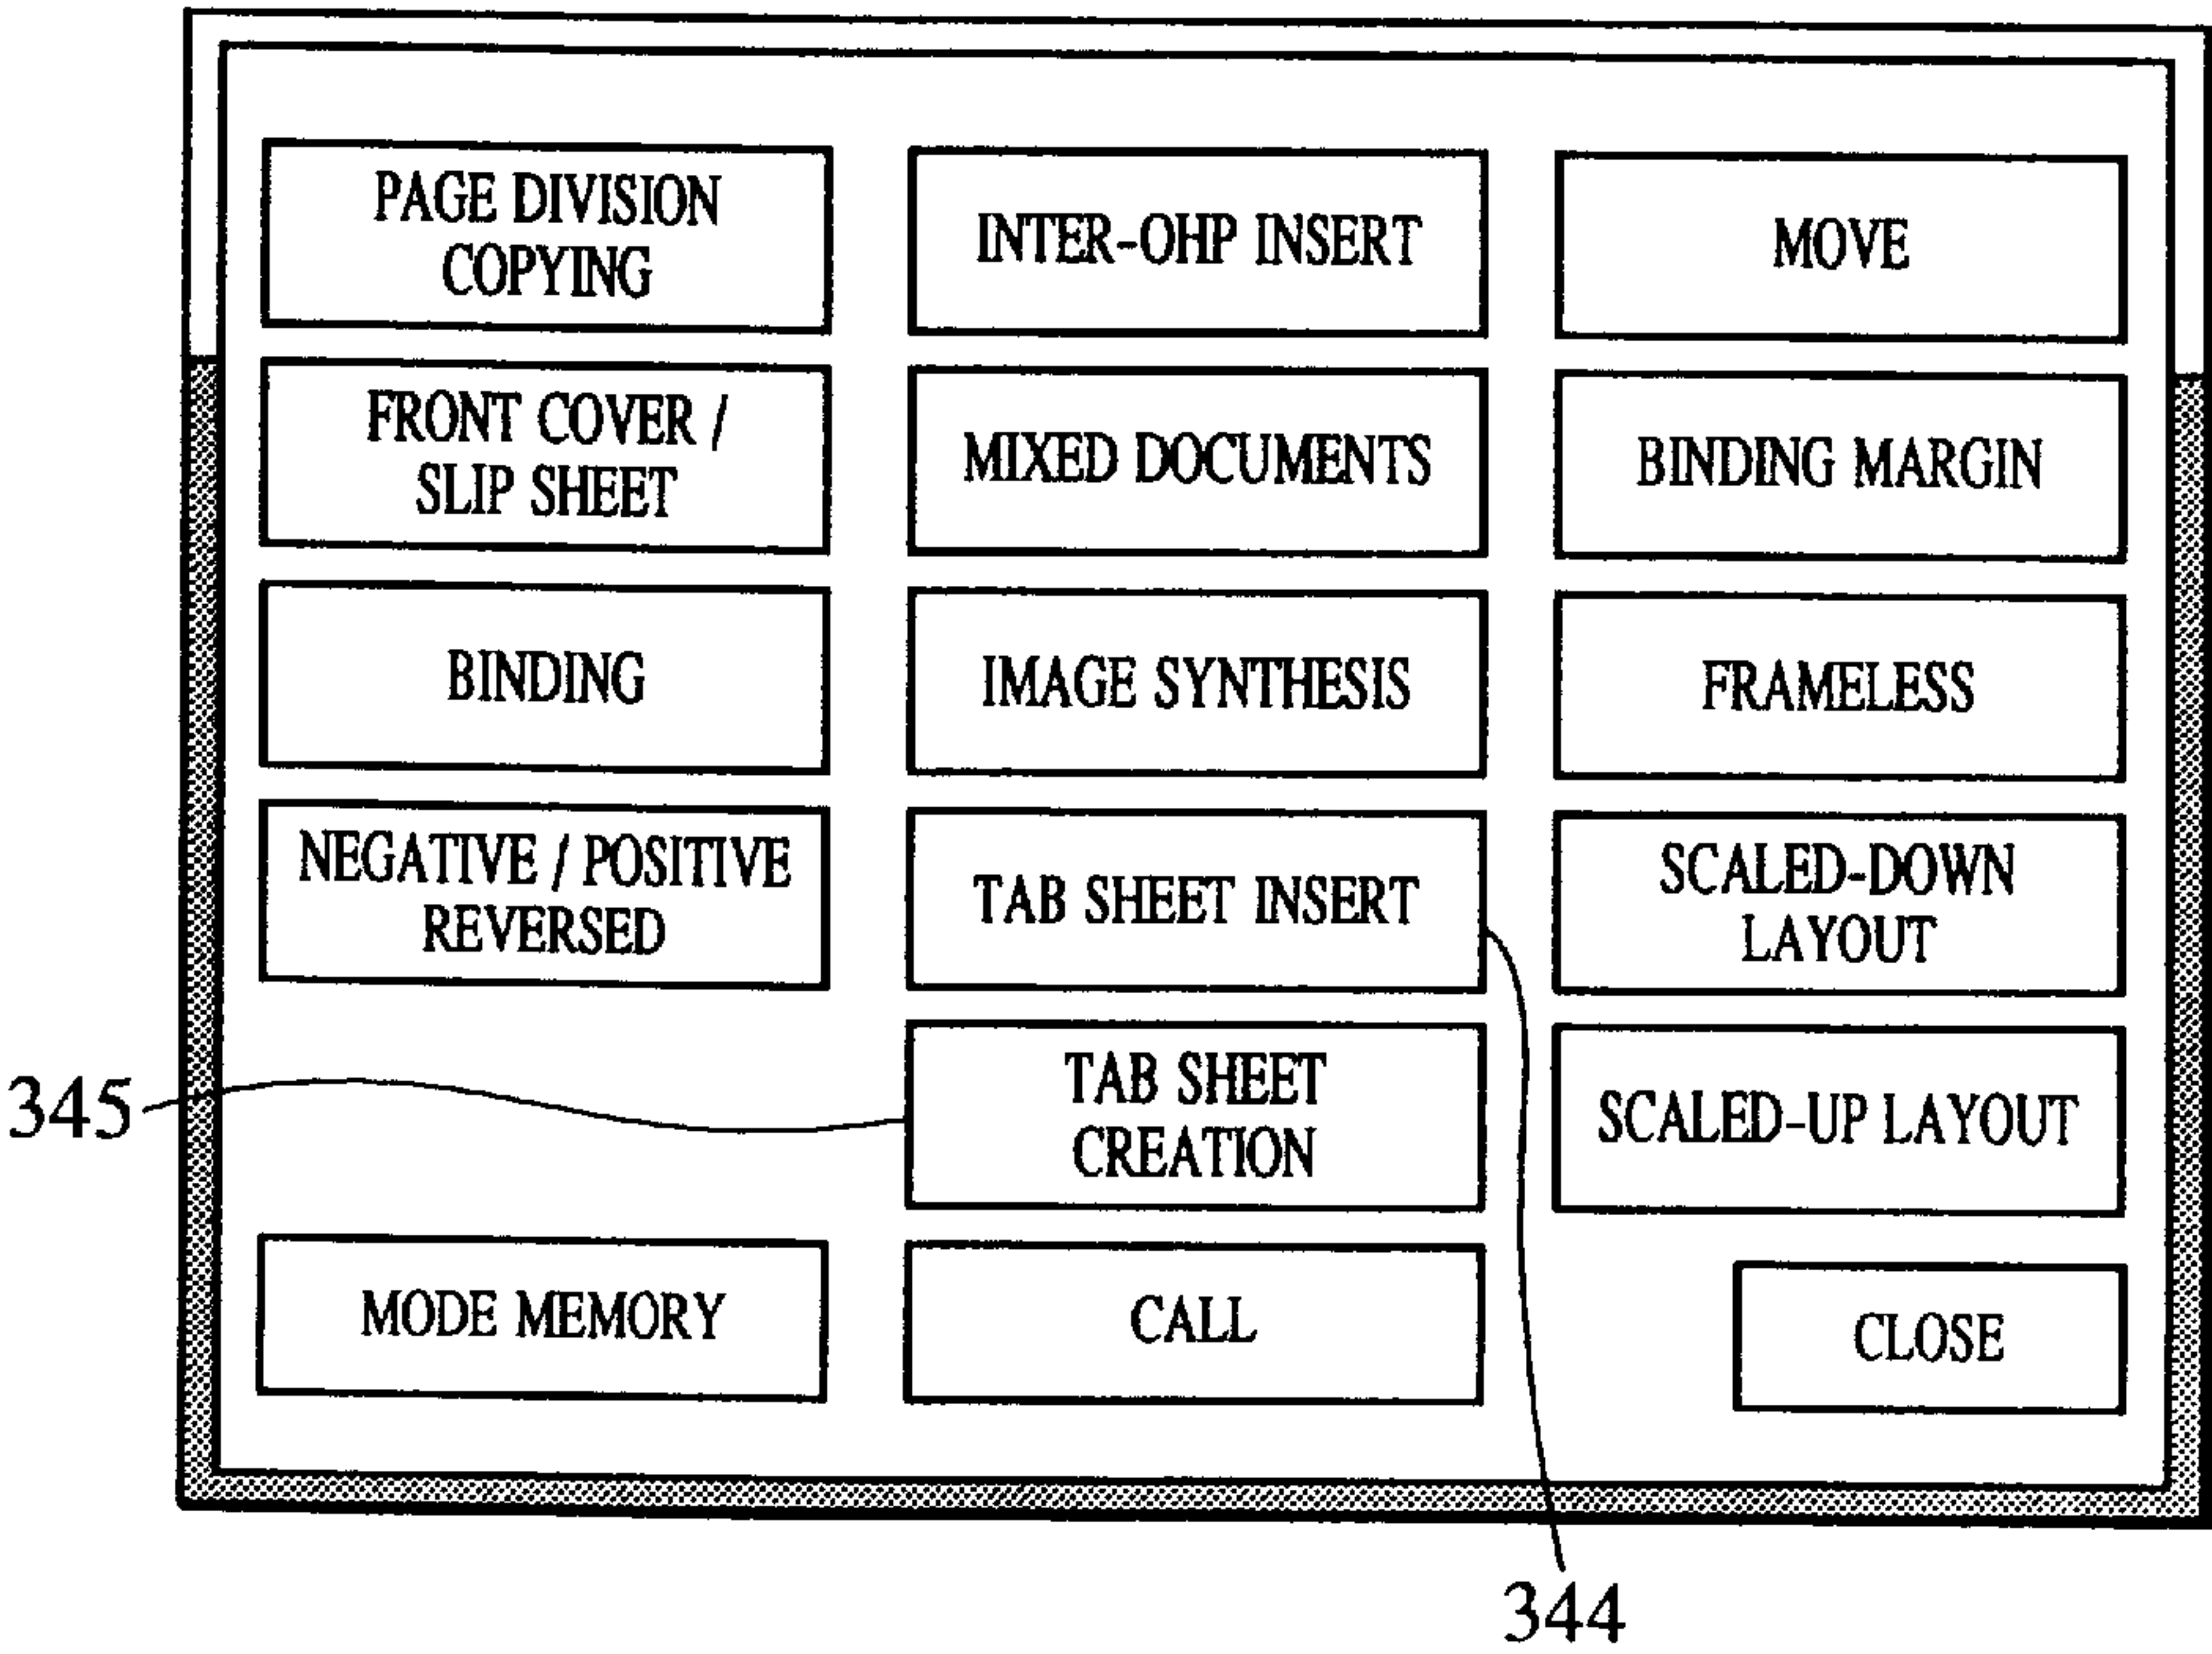 PAGE DIVISION
COPYING
INTER-OHP INSERT
MOVE
FRONT COVER /
SLIP SHEET
MIXED DOCUMENTS
BINDING MARGIN
BINDING
IMAGE SYNTHESIS
FRAMELESS
NEGATIVE / POSITIVE
REVERSED
TAB SHEET INSERT
SCALED-DOWN
LAYOUT
345
TAB SHEET
CREATION
SCALED-UP LAYOUT
MODE MEMORY
CALL
CLOSE
344